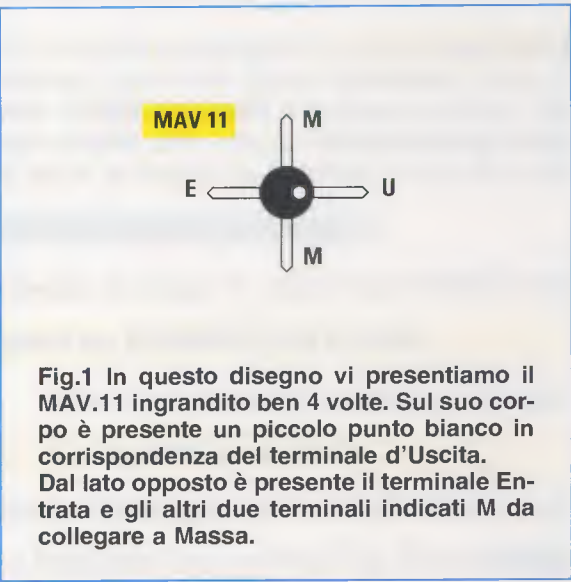 MAV 11
M
E
U
M
Fig.1 In questo disegno vi presentiamo il
MAV.11 ingrandito ben 4 volte. Sul suo cor-
po è presente un piccolo punto bianco in
corrispondenza del terminale d'Uscita.
Dal lato opposto è presente il terminale En-
trata e gli altri due terminali indicati M da
collegare a Massa.